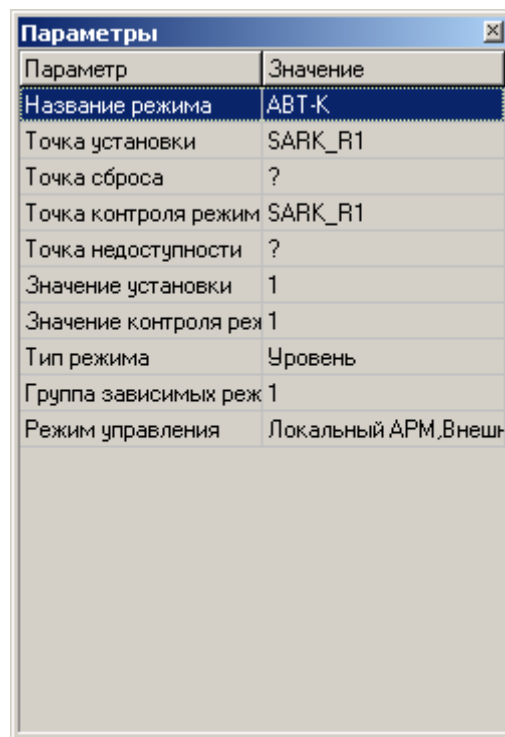 Параметры
Параметр Значение
Название режима АВТ-К
Точка установки SARK_R1
Точка сброса ?
Точка контроля режим SARK_R1
Точка недоступности ?
Значение установки 1
Значение контроля реж 1
Тип режима Уровень
Группа зависимых реж 1
Режим управления Локальный АРМ,Внешн